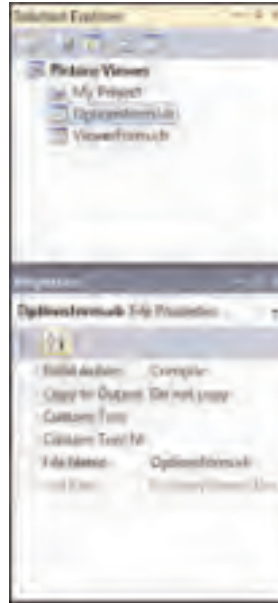 Solution Explorer
Picture Viewer
My Project
OptionsForm.vb
ViewerForm.vb
Properties
OptionsForm.vb File Properties
Build Action Compile
Copy to Output Do not copy
Custom Tool
Custom Tool N
File Name OptionsForm.vb